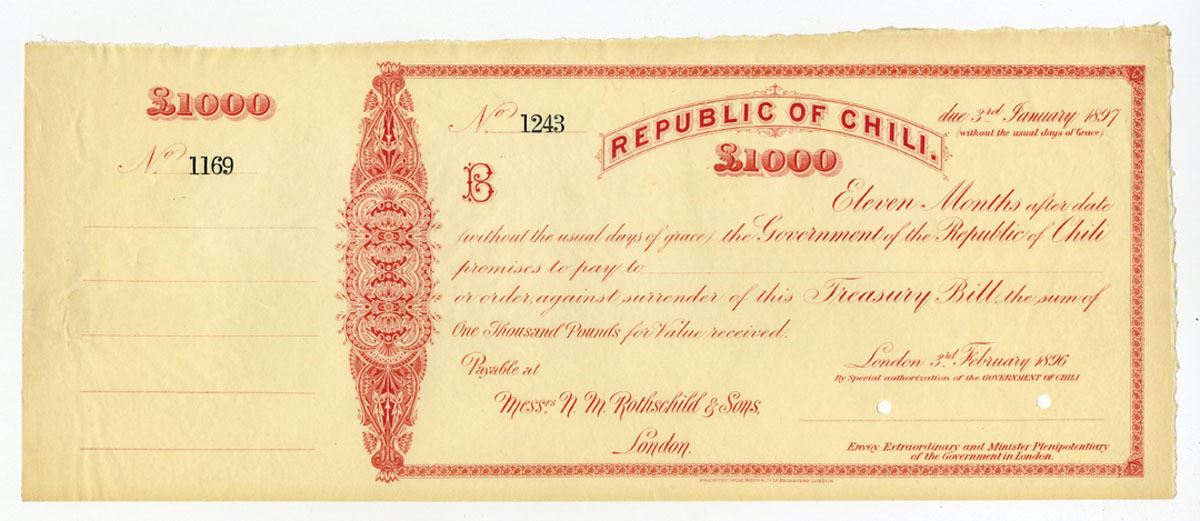 £1000
No 1169
No 1243
REPUBLIC OF CHILI.
£1000
due 3rd January 1897
(without the usual days of Grace)
B
Eleven Months after date
(without the usual days of grace) the Government of the Republic of Chili
promises to pay to
or order, against surrender of this Treasury Bill, the sum of
One Thousand Pounds for Value received.
Payable at
Messrs N. M. Rothschild & Sons,
London.
London 3rd February 1896
By Special authorization of the GOVERNMENT OF CHILI
Envoy Extraordinary and Minister Plenipotentiary
of the Government in London.